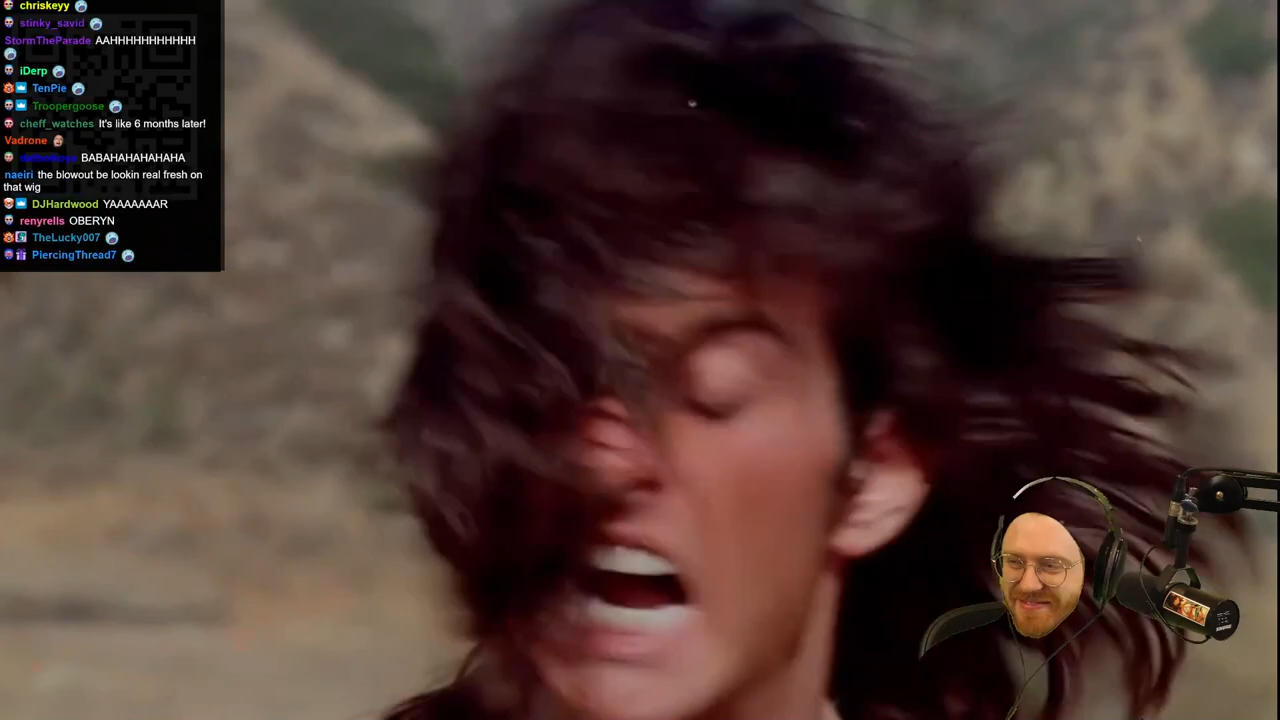 chriskeyy
stinky_savid
StormTheParade AAHHHHHHHHHHH
iDerp
TenPie
Troopergoose
cheff_watches It's like 6 months later!
Vadrone
BABAHAHAHAHAHA
naeiri the blowout be lookin real fresh on
that wig
DJHardwood YAAAAAAR
renyrells OBERYN
TheLucky007
PiercingThread7